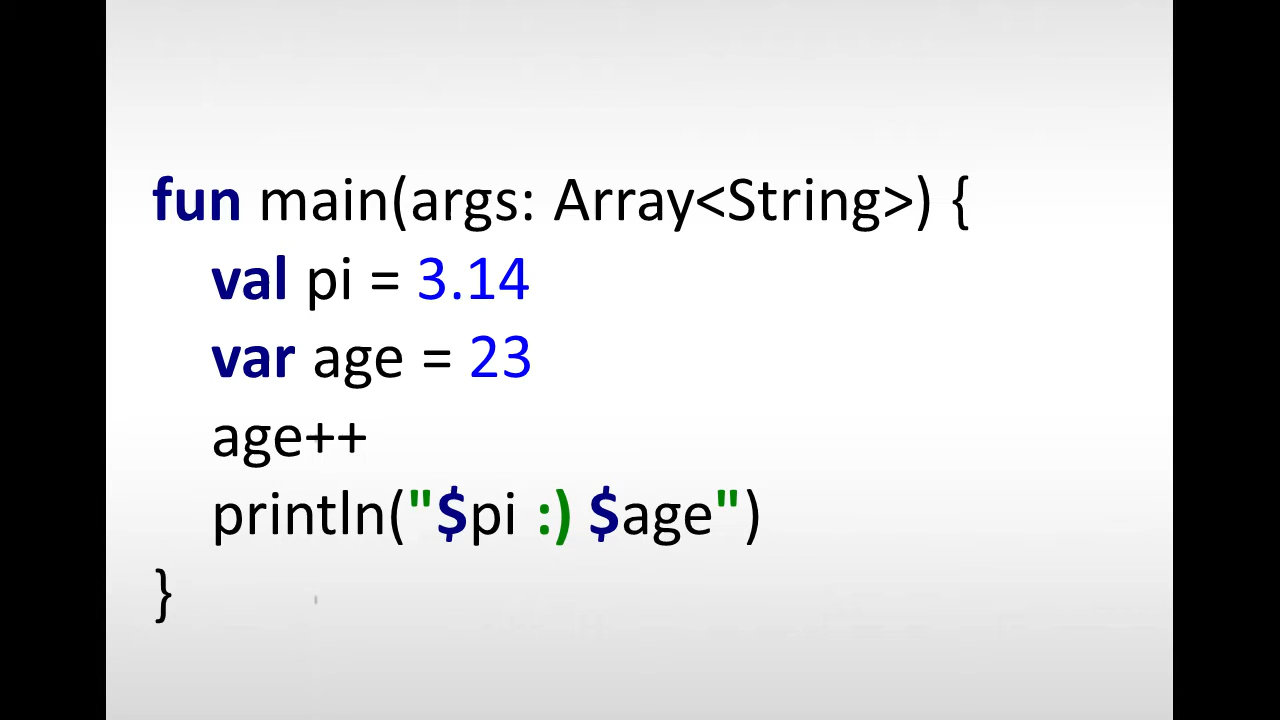 fun main(args: Array<String>) {
val pi = 3.14
var age = 23
age++
println("$pi :) $age")
}